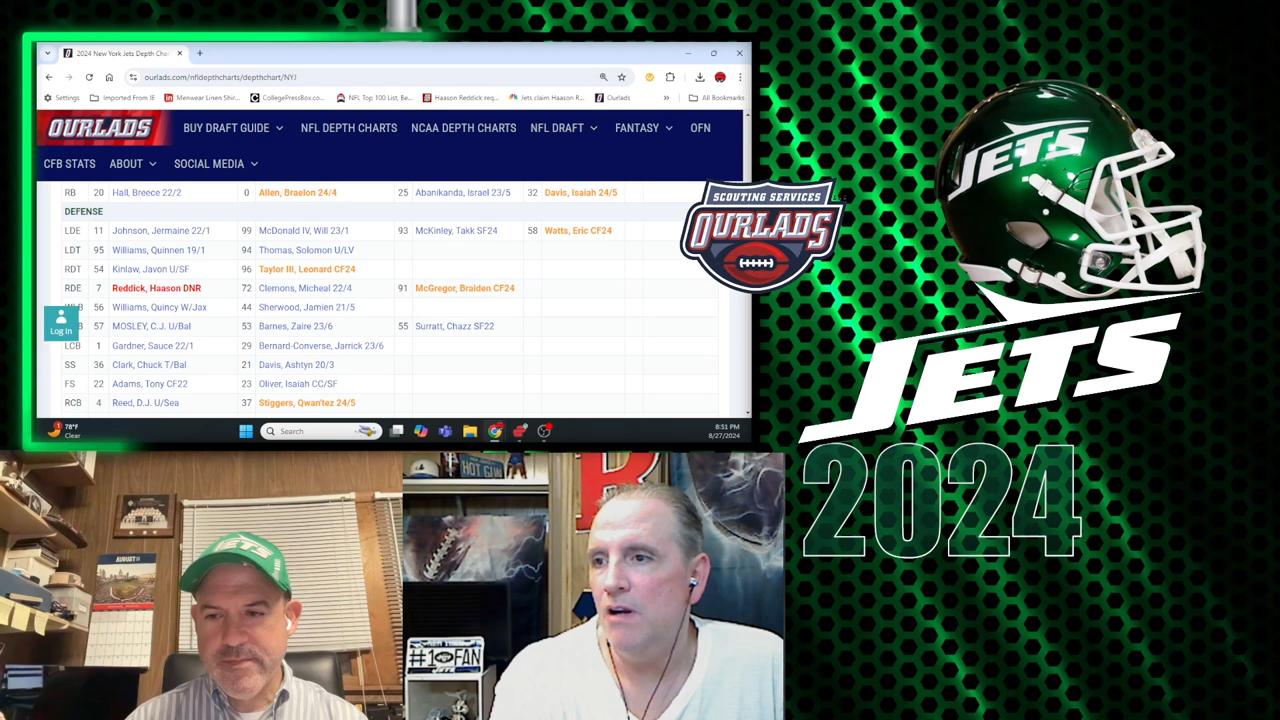 2024 New York Jets Depth Cha
ourlads.com/nfldepthcharts/depthchart/NYJ
Settings Imported From IE Menwear Linen Shir... CollegePressBox.co... NFL Top 100 List, Be... Haason Reddick req... Jets claim Haason R... Ourlads » All Bookmarks
OURLADS BUY DRAFT GUIDE NFL DEPTH CHARTS NCAA DEPTH CHARTS NFL DRAFT FANTASY OFN
CFB STATS ABOUT SOCIAL MEDIA
RB 20 Hall, Breece 22/2 0 Allen, Braelon 24/4 25 Abanikanda, Israel 23/5 32 Davis, Isaiah 24/5
DEFENSE
LDE 11 Johnson, Jermaine 22/1 99 McDonald IV, Will 23/1 93 McKinley, Takk SF24 58 Watts, Eric CF24
LDT 95 Williams, Quinnen 19/1 94 Thomas, Solomon U/LV
RDT 54 Kinlaw, Javon U/SF 96 Taylor III, Leonard CF24
RDE 7 Reddick, Haason DNR 72 Clemons, Micheal 22/4 91 McGregor, Braiden CF24
56 Williams, Quincy W/Jax 44 Sherwood, Jamien 21/5
57 MOSLEY, C.J. U/Bal 53 Barnes, Zaire 23/6 55 Surratt, Chazz SF22
Log In
LCB 1 Gardner, Sauce 22/1 29 Bernard-Converse, Jarrick 23/6
SS 36 Clark, Chuck T/Bal 21 Davis, Ashtyn 20/3
FS 22 Adams, Tony CF22 23 Oliver, Isaiah CC/SF
RCB 4 Reed, D.J. U/Sea 37 Stiggers, Qwan'tez 24/5
78°F
Clear
Search
8:51 PM
8/27/2024
SCOUTING SERVICES
OURLADS
JETS
JETS
2024
AUGUST
JETS
HOT GUN
R
#1 FAN